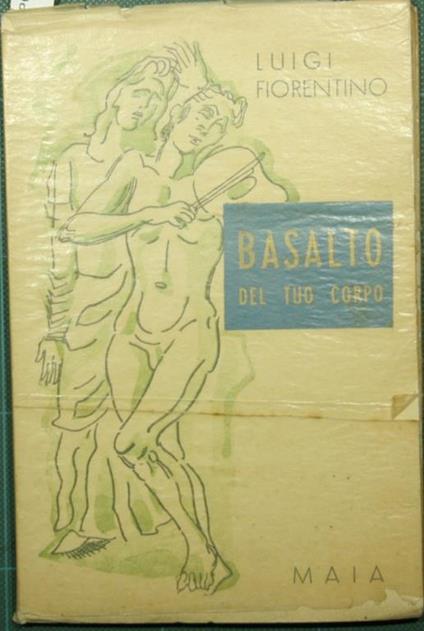 LUIGI
FIORENTINO
BASALTO
DEL TUO CORPO
MAIA